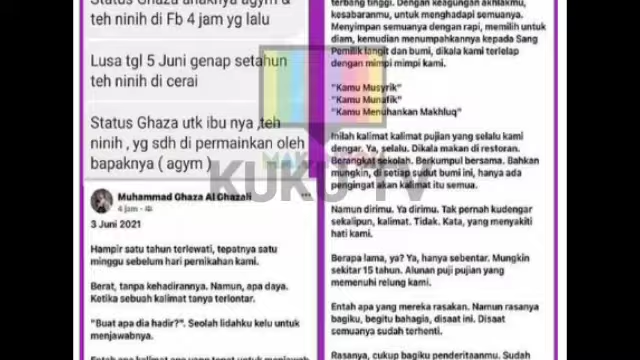 Status Ghaza anaknya agym &
teh ninih di Fb 4 jam yg lalu
Lusa tgl 5 Juni genap setahun
teh ninih di cerai
Status Ghaza utk ibu nya ,teh
ninih , yg sdh di permainkan oleh
bapaknya ( agym )
Muhammad Ghaza Al Ghazali
4 jam
3 Juni 2021
Hampir satu tahun terlewati, tepatnya satu
minggu sebelum hari pernikahan kami.
Berat, tanpa kehadirannya. Namun, apa daya.
Ketika sebuah kalimat tanya terlontar.
"Buat apa dia hadir?". Seolah lidahku kelu untuk
menjawabnya.
Entah apa kalimat apa yang tepat untuk menjawab
terbang tinggi. Dengan keagungan akhlakmu,
kesabaranmu, untuk menghadapi semuanya.
Menyimpan semuanya dengan rapi, memilih untuk
diam, kemudian menumpahkannya kepada Sang
Pemilik langit dan bumi, dikala kami terlelap
dengan mimpi mimpi kami.
"Kamu Musyrik"
"Kamu Munafik"
"Kamu Menuhankan Makhluq"
Inilah kalimat kalimat pujian yang selalu kami
dengar. Ya, selalu. Dikala makan di restoran.
Berangkat sekolah. Berkumpul bersama. Bahkan
mungkin, di setiap sudut bumi ini, hanya ada
pengingat akan kalimat itu semua.
Namun dirimu. Ya dirimu. Tak pernah kudengar
sekalipun, kalimat. Tidak. Kata, yang menyakiti
hati kami.
Berapa lama, ya? Ya, hanya sebentar. Mungkin
sekitar 15 tahun. Alunan puji pujian yang
memenuhi relung kami.
Entah apa yang mereka rasakan. Namun rasanya
bagiku, begitu bahagia, disaat ini. Disaat
semuanya sudah terhenti.
Rasanya, cukup bagiku penderitaanmu. Sudah
KUKU TV